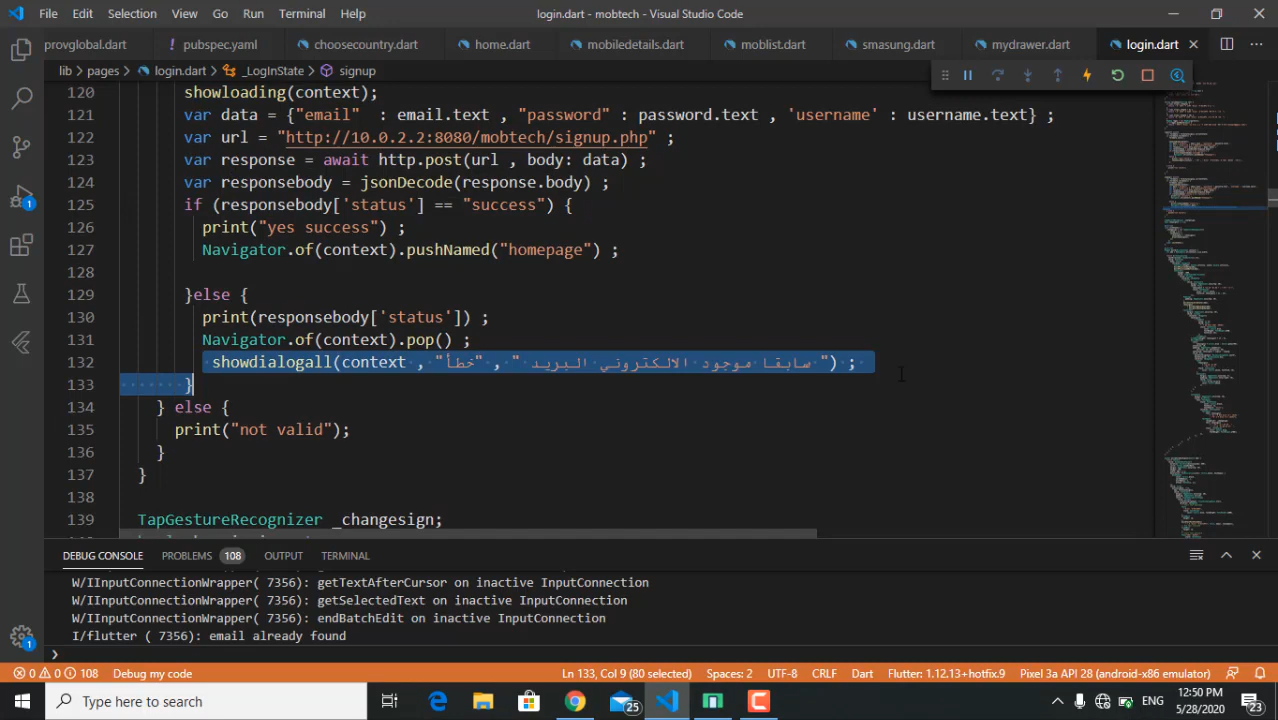 File Edit Selection View Go Run Terminal Help login.dart - mobtech - Visual Studio Code
provglobal.dart pubspec.yaml choosecountry.dart home.dart mobiledetails.dart moblist.dart smasung.dart mydrawer.dart login.dart
lib > pages > login.dart > _LogInState > signup
120 showloading(context);
121 var data = {"email" : email.text , "password" : password.text , 'username' : username.text} ;
122 var url = "http://10.0.2.2:8080/mobtech/signup.php" ;
123 var response = await http.post(url , body: data) ;
124 var responsebody = jsonDecode(response.body) ;
125 if (responsebody['status'] == "success") {
126 print("yes success") ;
127 Navigator.of(context).pushNamed("homepage") ;
128
129 }else {
130 print(responsebody['status']) ;
131 Navigator.of(context).pop() ;
132 showdialogall(context , "خطأ" , " البريد الالكتروني موجود سابقا ") ;
133 }
134 } else {
135 print("not valid");
136 }
137 }
138
139 TapGestureRecognizer _changesign;
DEBUG CONSOLE PROBLEMS 108 OUTPUT TERMINAL
W/IInputConnectionWrapper( 7356): getTextAfterCursor on inactive InputConnection
W/IInputConnectionWrapper( 7356): getSelectedText on inactive InputConnection
W/IInputConnectionWrapper( 7356): endBatchEdit on inactive InputConnection
I/flutter ( 7356): email already found
0 0 108 Debug my code Ln 133, Col 9 (80 selected) Spaces: 2 UTF-8 CRLF Dart Flutter: 1.12.13+hotfix.9 Pixel 3a API 28 (android-x86 emulator)
Type here to search 25 ENG 12:50 PM 5/28/2020 23